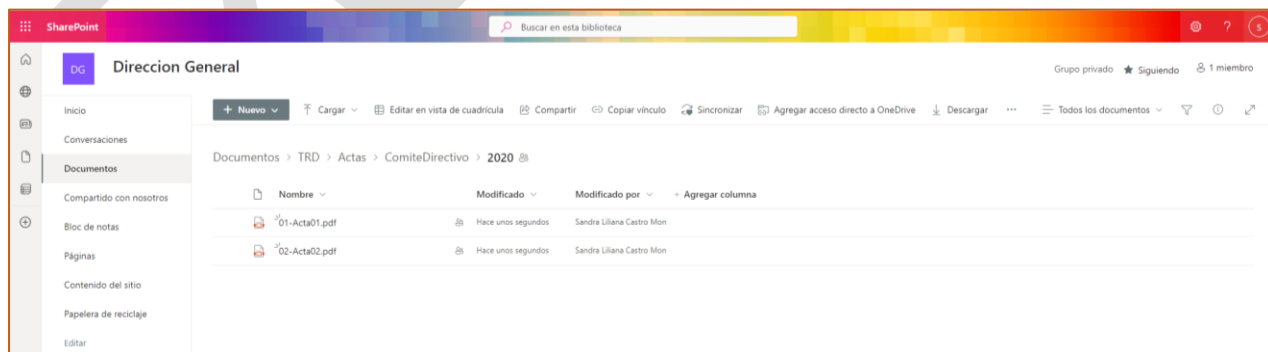 SharePoint
Buscar en esta biblioteca
?
S
DG
Direccion General
Grupo privado
Siguiendo
1 miembro
Inicio
Conversaciones
Documentos
Compartido con nosotros
Bloc de notas
Páginas
Contenido del sitio
Papelera de reciclaje
Editar
+ Nuevo
Cargar
Editar en vista de cuadrícula
Compartir
Copiar vínculo
Sincronizar
Agregar acceso directo a OneDrive
Descargar
...
Todos los documentos
Documentos > TRD > Actas > ComiteDirectivo > 2020
Nombre Modificado Modificado por + Agregar columna
01-Acta01.pdf Hace unos segundos Sandra Liliana Castro Mon
02-Acta02.pdf Hace unos segundos Sandra Liliana Castro Mon